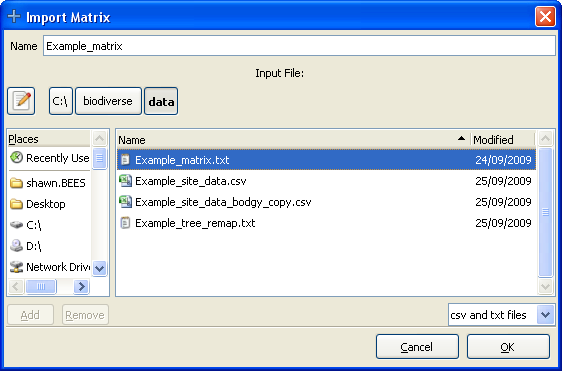 Import Matrix
Name Example_matrix
Input File:
C:\ biodiverse data
Places
Recently Use
shawn.BEES
Desktop
C:\
D:\
Network Driv
Name Modified
Example_matrix.txt 24/09/2009
Example_site_data.csv 25/09/2009
Example_site_data_bodgy_copy.csv 25/09/2009
Example_tree_remap.txt 25/09/2009
Add Remove
csv and txt files
Cancel OK